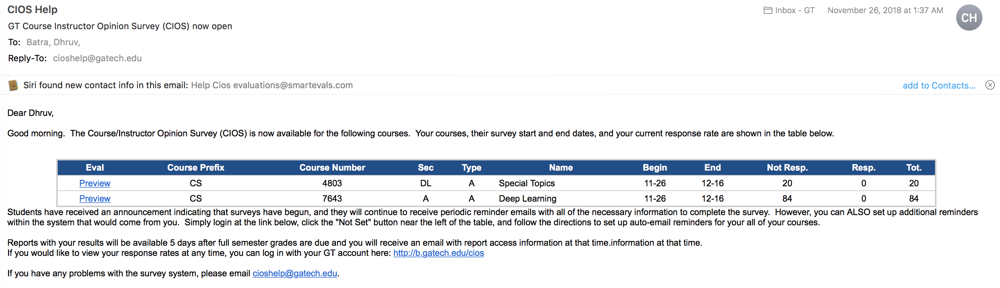 CIOS Help
Inbox - GT November 26, 2018 at 1:37 AM
CH
GT Course Instructor Opinion Survey (CIOS) now open
To: Batra, Dhruv,
Reply-To: cioshelp@gatech.edu
Siri found new contact info in this email: Help Cios evaluations@smartevals.com add to Contacts...
Dear Dhruv,
Good morning.  The Course/Instructor Opinion Survey (CIOS) is now available for the following courses.  Your courses, their survey start and end dates, and your current response rate are shown in the table below.
Eval Course Prefix Course Number Sec Type Name Begin End Not Resp. Resp. Tot.
Preview CS 4803 DL A Special Topics 11-26 12-16 20 0 20
Preview CS 7643 A A Deep Learning 11-26 12-16 84 0 84
Students have received an announcement indicating that surveys have begun, and they will continue to receive periodic reminder emails with all of the necessary information to complete the survey.  However, you can ALSO set up additional reminders
within the system that would come from you.  Simply login at the link below, click the "Not Set" button near the left of the table, and follow the directions to set up auto-email reminders for your all of your courses.
Reports with your results will be available 5 days after full semester grades are due and you will receive an email with report access information at that time.information at that time.
If you would like to view your response rates at any time, you can log in with your GT account here: http://b.gatech.edu/cios
If you have any problems with the survey system, please email cioshelp@gatech.edu.